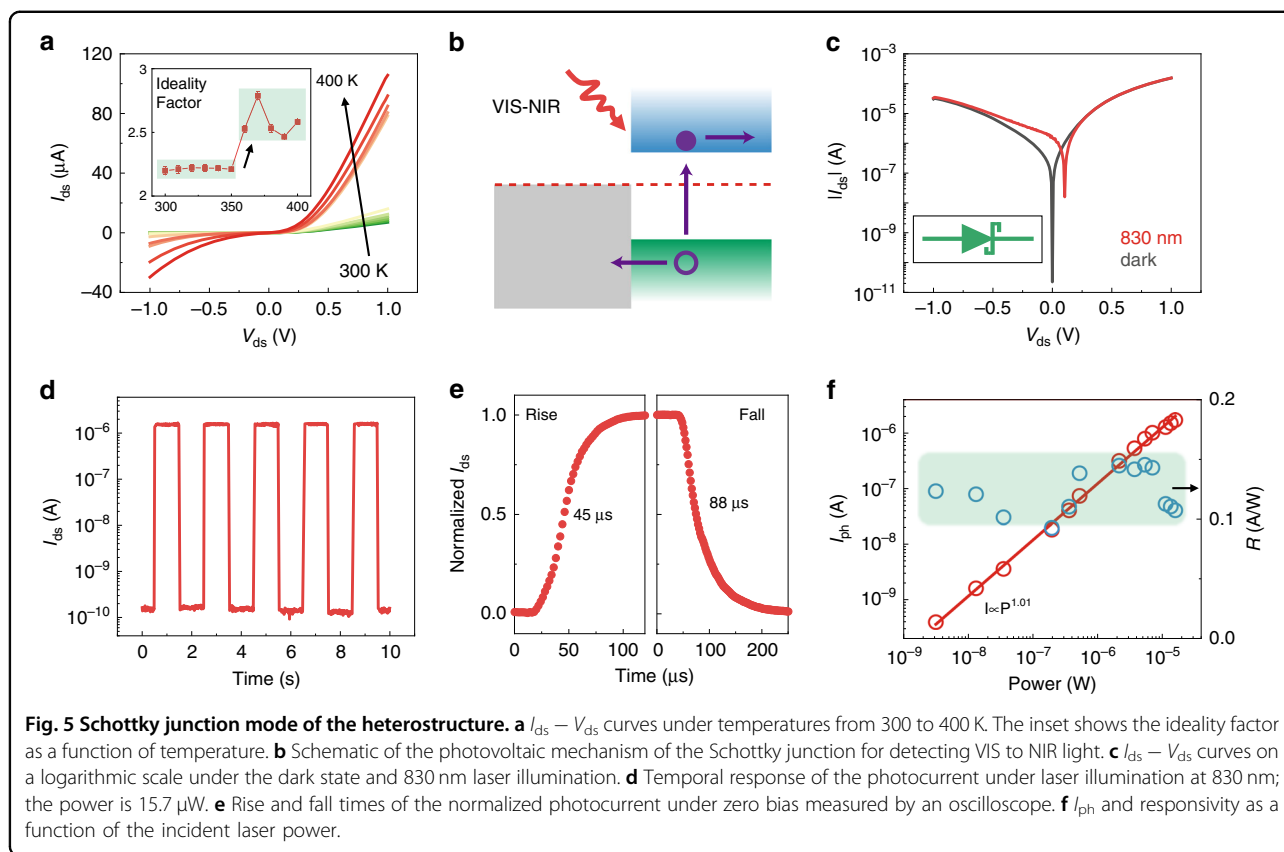 a
120
80
40
0
−40
I_ds (μA)
−1.0 −0.5 0.0 0.5 1.0
V_ds (V)
400 K
300 K
Ideality
Factor
3
2.5
2
300 350 400
b
VIS-NIR
c
10⁻³
10⁻⁵
10⁻⁷
10⁻⁹
10⁻¹¹
|I_ds| (A)
−1.0 −0.5 0.0 0.5 1.0
V_ds (V)
830 nm
dark
d
10⁻⁶
10⁻⁷
10⁻⁸
10⁻⁹
10⁻¹⁰
I_ds (A)
0 2 4 6 8 10
Time (s)
e
Normalized I_ds
1.0
0.5
0.0
Rise
45 μs
Fall
88 μs
0 50 100 0 100 200
Time (μs)
f
10⁻⁶
10⁻⁷
10⁻⁸
10⁻⁹
I_ph (A)
I∝P^1.01
0.2
0.1
0.0
R (A/W)
10⁻⁹ 10⁻⁸ 10⁻⁷ 10⁻⁶ 10⁻⁵
Power (W)
Fig. 5 Schottky junction mode of the heterostructure. a I_ds − V_ds curves under temperatures from 300 to 400 K. The inset shows the ideality factor
as a function of temperature. b Schematic of the photovoltaic mechanism of the Schottky junction for detecting VIS to NIR light. c I_ds − V_ds curves on
a logarithmic scale under the dark state and 830 nm laser illumination. d Temporal response of the photocurrent under laser illumination at 830 nm;
the power is 15.7 μW. e Rise and fall times of the normalized photocurrent under zero bias measured by an oscilloscope. f I_ph and responsivity as a
function of the incident laser power.